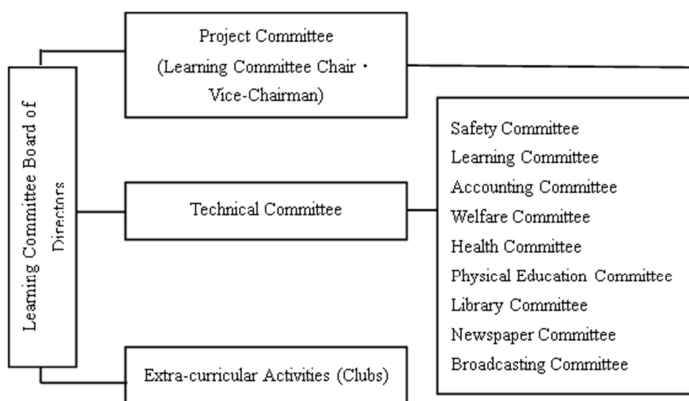 Project Committee
(Learning Committee Chair・
Vice-Chairman)
Learning Committee Board of
Directors
Technical Committee
Safety Committee
Learning Committee
Accounting Committee
Welfare Committee
Health Committee
Physical Education Committee
Library Committee
Newspaper Committee
Broadcasting Committee
Extra-curricular Activities (Clubs)